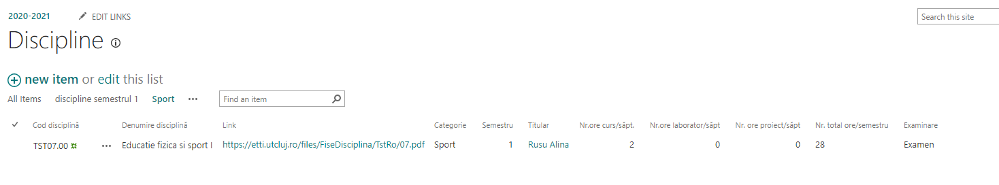 2020-2021 EDIT LINKS Search this site
Discipline
new item or edit this list
All Items discipline semestrul 1 Sport ... Find an item
Cod disciplină Denumire disciplină Link Categorie Semestru Titular Nr.ore curs/săpt. Nr.ore laborator/săpt Nr. ore proiect/săpt Nr. total ore/semestru Examinare
TST07.00 ... Educatie fizica si sport I https://etti.utcluj.ro/files/FiseDisciplina/TstRo/07.pdf Sport 1 Rusu Alina 2 0 0 28 Examen